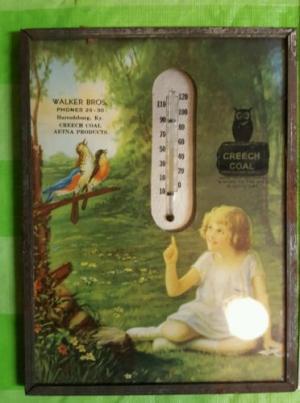 WALKER BROS.
PHONES 24-30
Harrodsburg, Ky.
CREECH COAL
AETNA PRODUCTS
120
110
100
90
80
70
60
50
40
30
20
10
0
CREECH
COAL